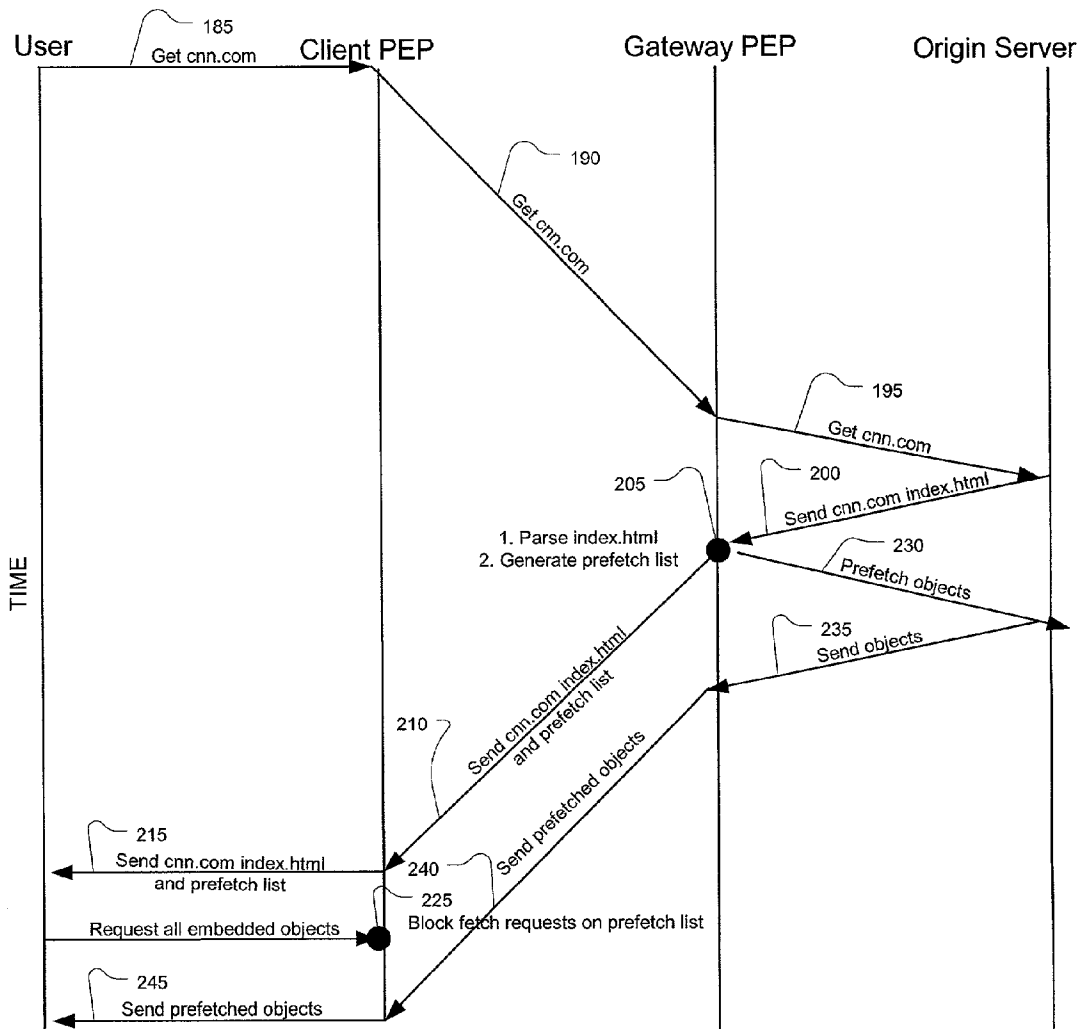 185
User
Client PEP
Gateway PEP
Origin Server
Get cnn.com
190
Get cnn.com
195
Get cnn.com
200
205
Send cnn.com index.html
1. Parse index.html
2. Generate prefetch list
230
Prefetch objects
TIME
235
Send objects
210
Send cnn.com index.html
and prefetch list
Send prefetched objects
215
Send cnn.com index.html
and prefetch list
240
225
Block fetch requests on prefetch list
Request all embedded objects
245
Send prefetched objects